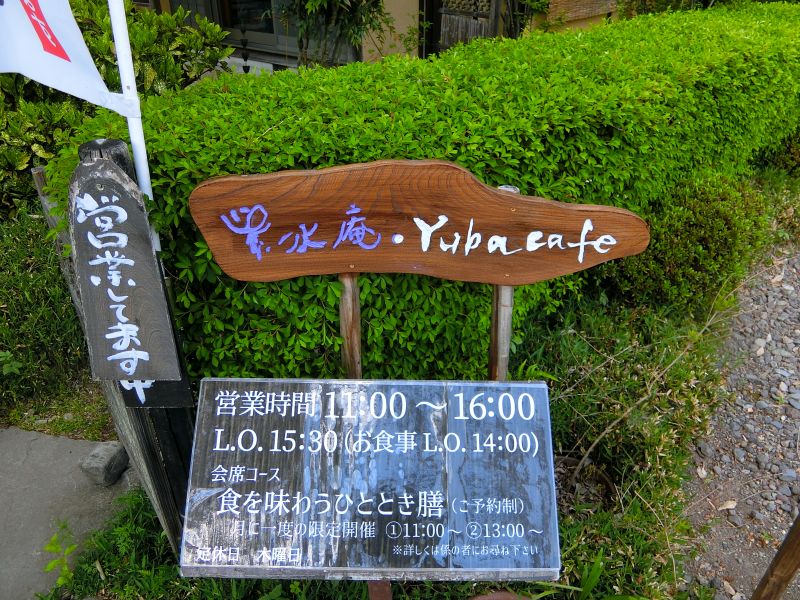 営業してます
中
紫水庵・Yuba cafe
営業時間 11:00 〜 16:00
L.O. 15:30 (お食事 L.O. 14:00)
会席コース
食を味わうひととき膳 (ご予約制)
月に一度の限定開催 ①11:00〜 ②13:00〜
※詳しくは係の者にお尋ね下さい
定休日 木曜日